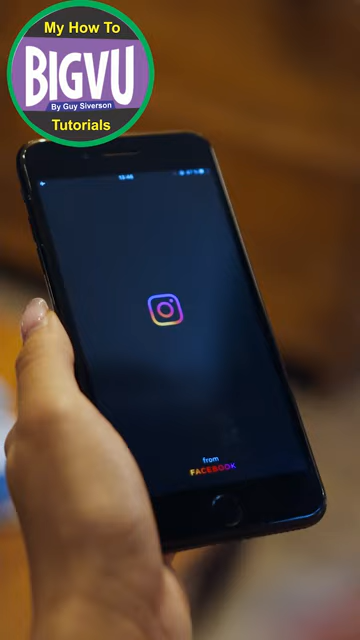 My How To
BIGVU
By Guy Siverson
Tutorials
from
FACEBOOK